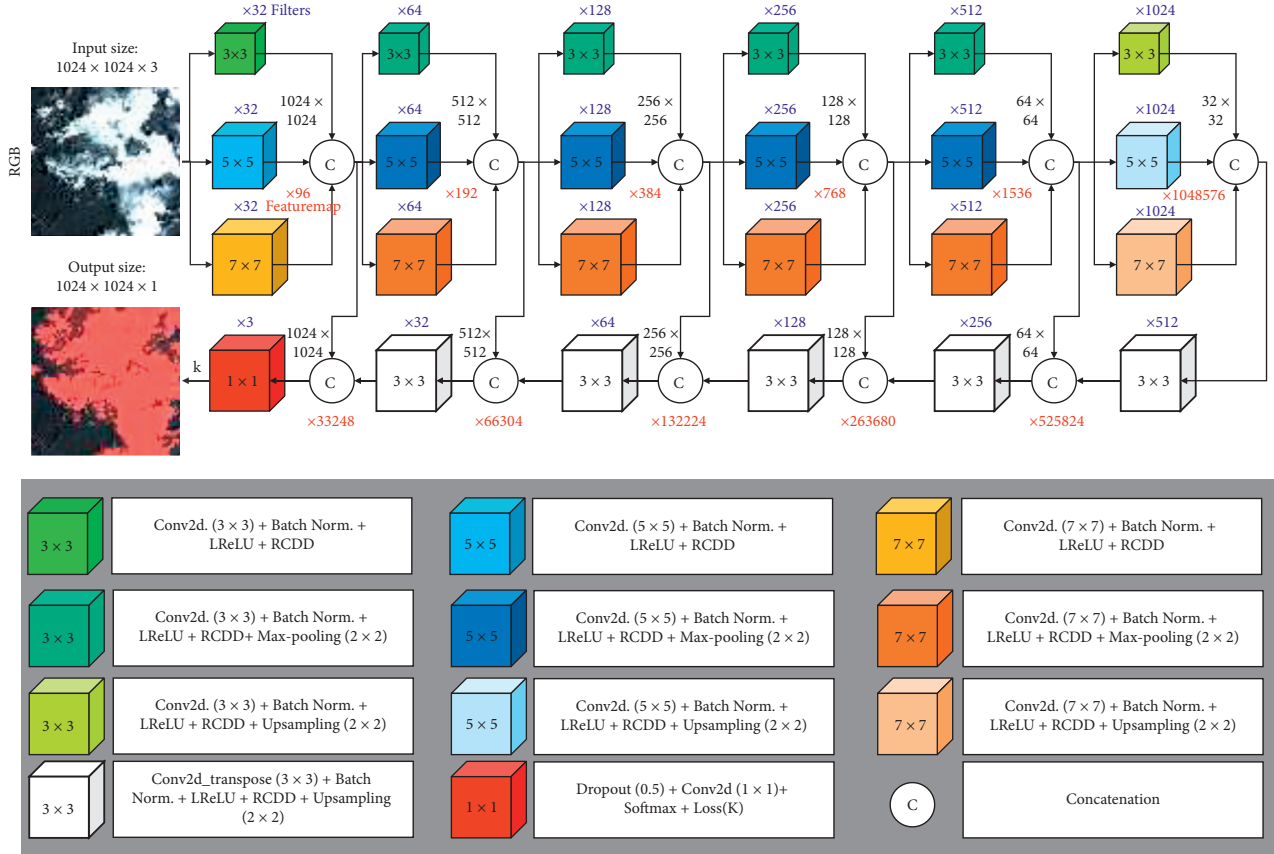 ×32 Filters
×64
×128
×256
×512
×1024
Input size:
1024 × 1024 × 3
3×3
3×3
3 × 3
3 × 3
3 × 3
3 × 3
RGB
×32
1024 ×
1024
×64
512 ×
512
×128
256 ×
256
×256
128 ×
128
×512
64 ×
64
×1024
32 ×
32
5 × 5
C
5 × 5
C
5 × 5
C
5 × 5
C
5 × 5
C
5 × 5
C
×96
Featuremap
×192
×384
×768
×1536
×1048576
×32
×64
×128
×256
×512
×1024
7 × 7
7 × 7
7 × 7
7 × 7
7 × 7
7 × 7
Output size:
1024 × 1024 × 1
×3
1024 ×
1024
×32
512×
512
×64
256 ×
256
×128
128 ×
128
×256
64 ×
64
×512
k
1 × 1
C
3 × 3
C
3 × 3
C
3 × 3
C
3 × 3
C
3 × 3
×33248
×66304
×132224
×263680
×525824
3 × 3
Conv2d. (3 × 3) + Batch Norm. +
LReLU + RCDD
5 × 5
Conv2d. (5 × 5) + Batch Norm. +
LReLU + RCDD
7 × 7
Conv2d. (7 × 7) + Batch Norm. +
LReLU + RCDD
3 × 3
Conv2d. (3 × 3) + Batch Norm. +
LReLU + RCDD+ Max-pooling (2 × 2)
5 × 5
Conv2d. (5 × 5) + Batch Norm. +
LReLU + RCDD + Max-pooling (2 × 2)
7 × 7
Conv2d. (7 × 7) + Batch Norm. +
LReLU + RCDD + Max-pooling (2 × 2)
3 × 3
Conv2d. (3 × 3) + Batch Norm. +
LReLU + RCDD + Upsampling (2 × 2)
5 × 5
Conv2d. (5 × 5) + Batch Norm. +
LReLU + RCDD + Upsampling (2 × 2)
7 × 7
Conv2d. (7 × 7) + Batch Norm. +
LReLU + RCDD + Upsampling (2 × 2)
3 × 3
Conv2d_transpose (3 × 3) + Batch
Norm. + LReLU + RCDD + Upsampling
(2 × 2)
1 × 1
Dropout (0.5) + Conv2d (1 × 1)+
Softmax + Loss(K)
C
Concatenation